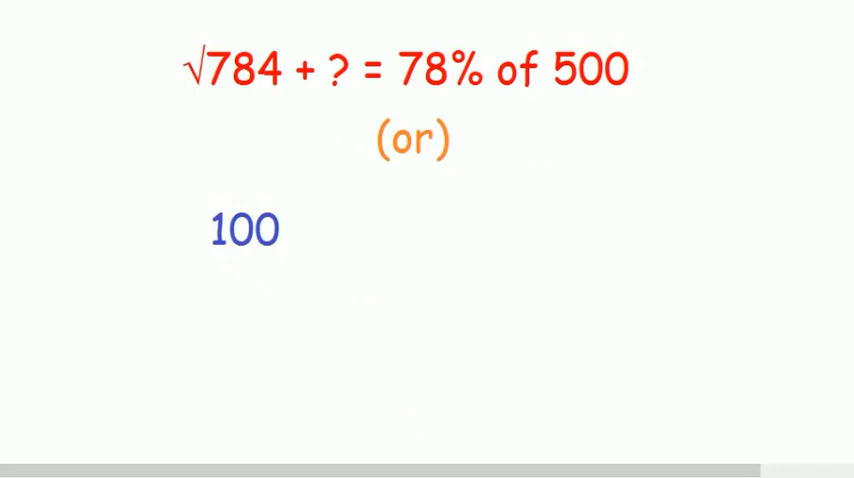 √784 + ? = 78% of 500
(or)
100